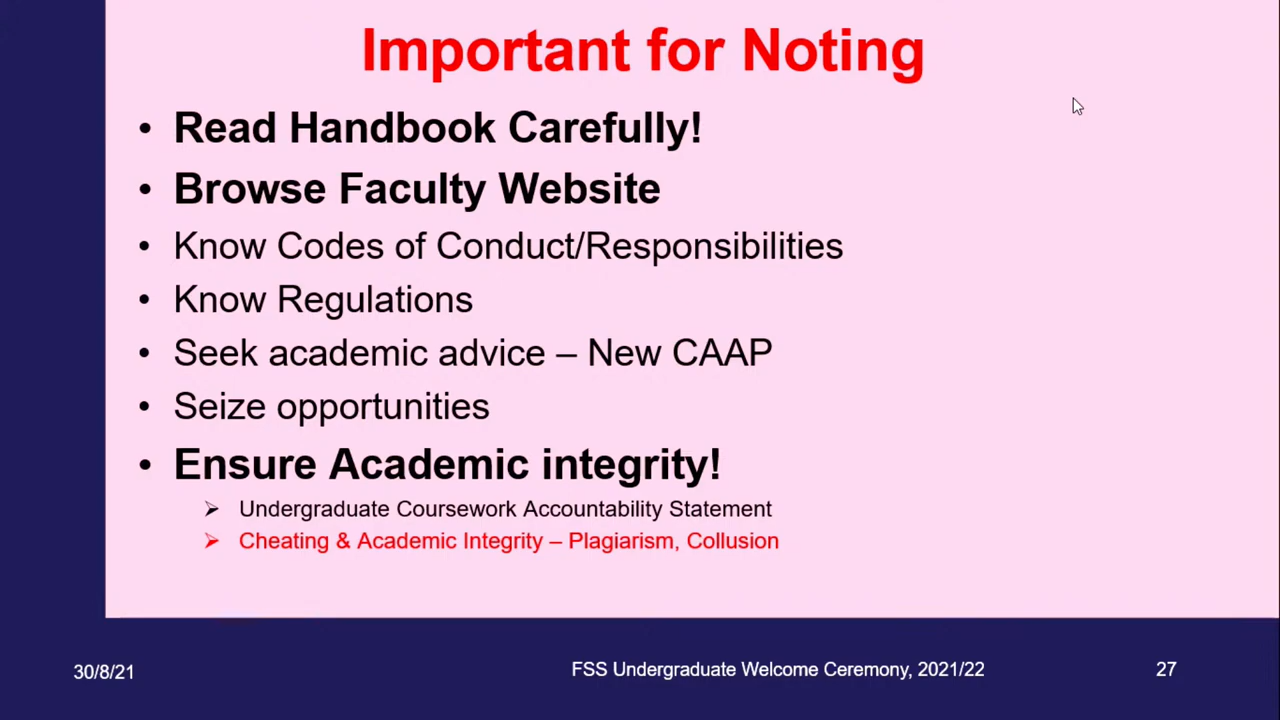 Important for Noting
• Read Handbook Carefully!
• Browse Faculty Website
• Know Codes of Conduct/Responsibilities
• Know Regulations
• Seek academic advice – New CAAP
• Seize opportunities
• Ensure Academic integrity!
➢ Undergraduate Coursework Accountability Statement
➢ Cheating & Academic Integrity – Plagiarism, Collusion
30/8/21
FSS Undergraduate Welcome Ceremony, 2021/22
27